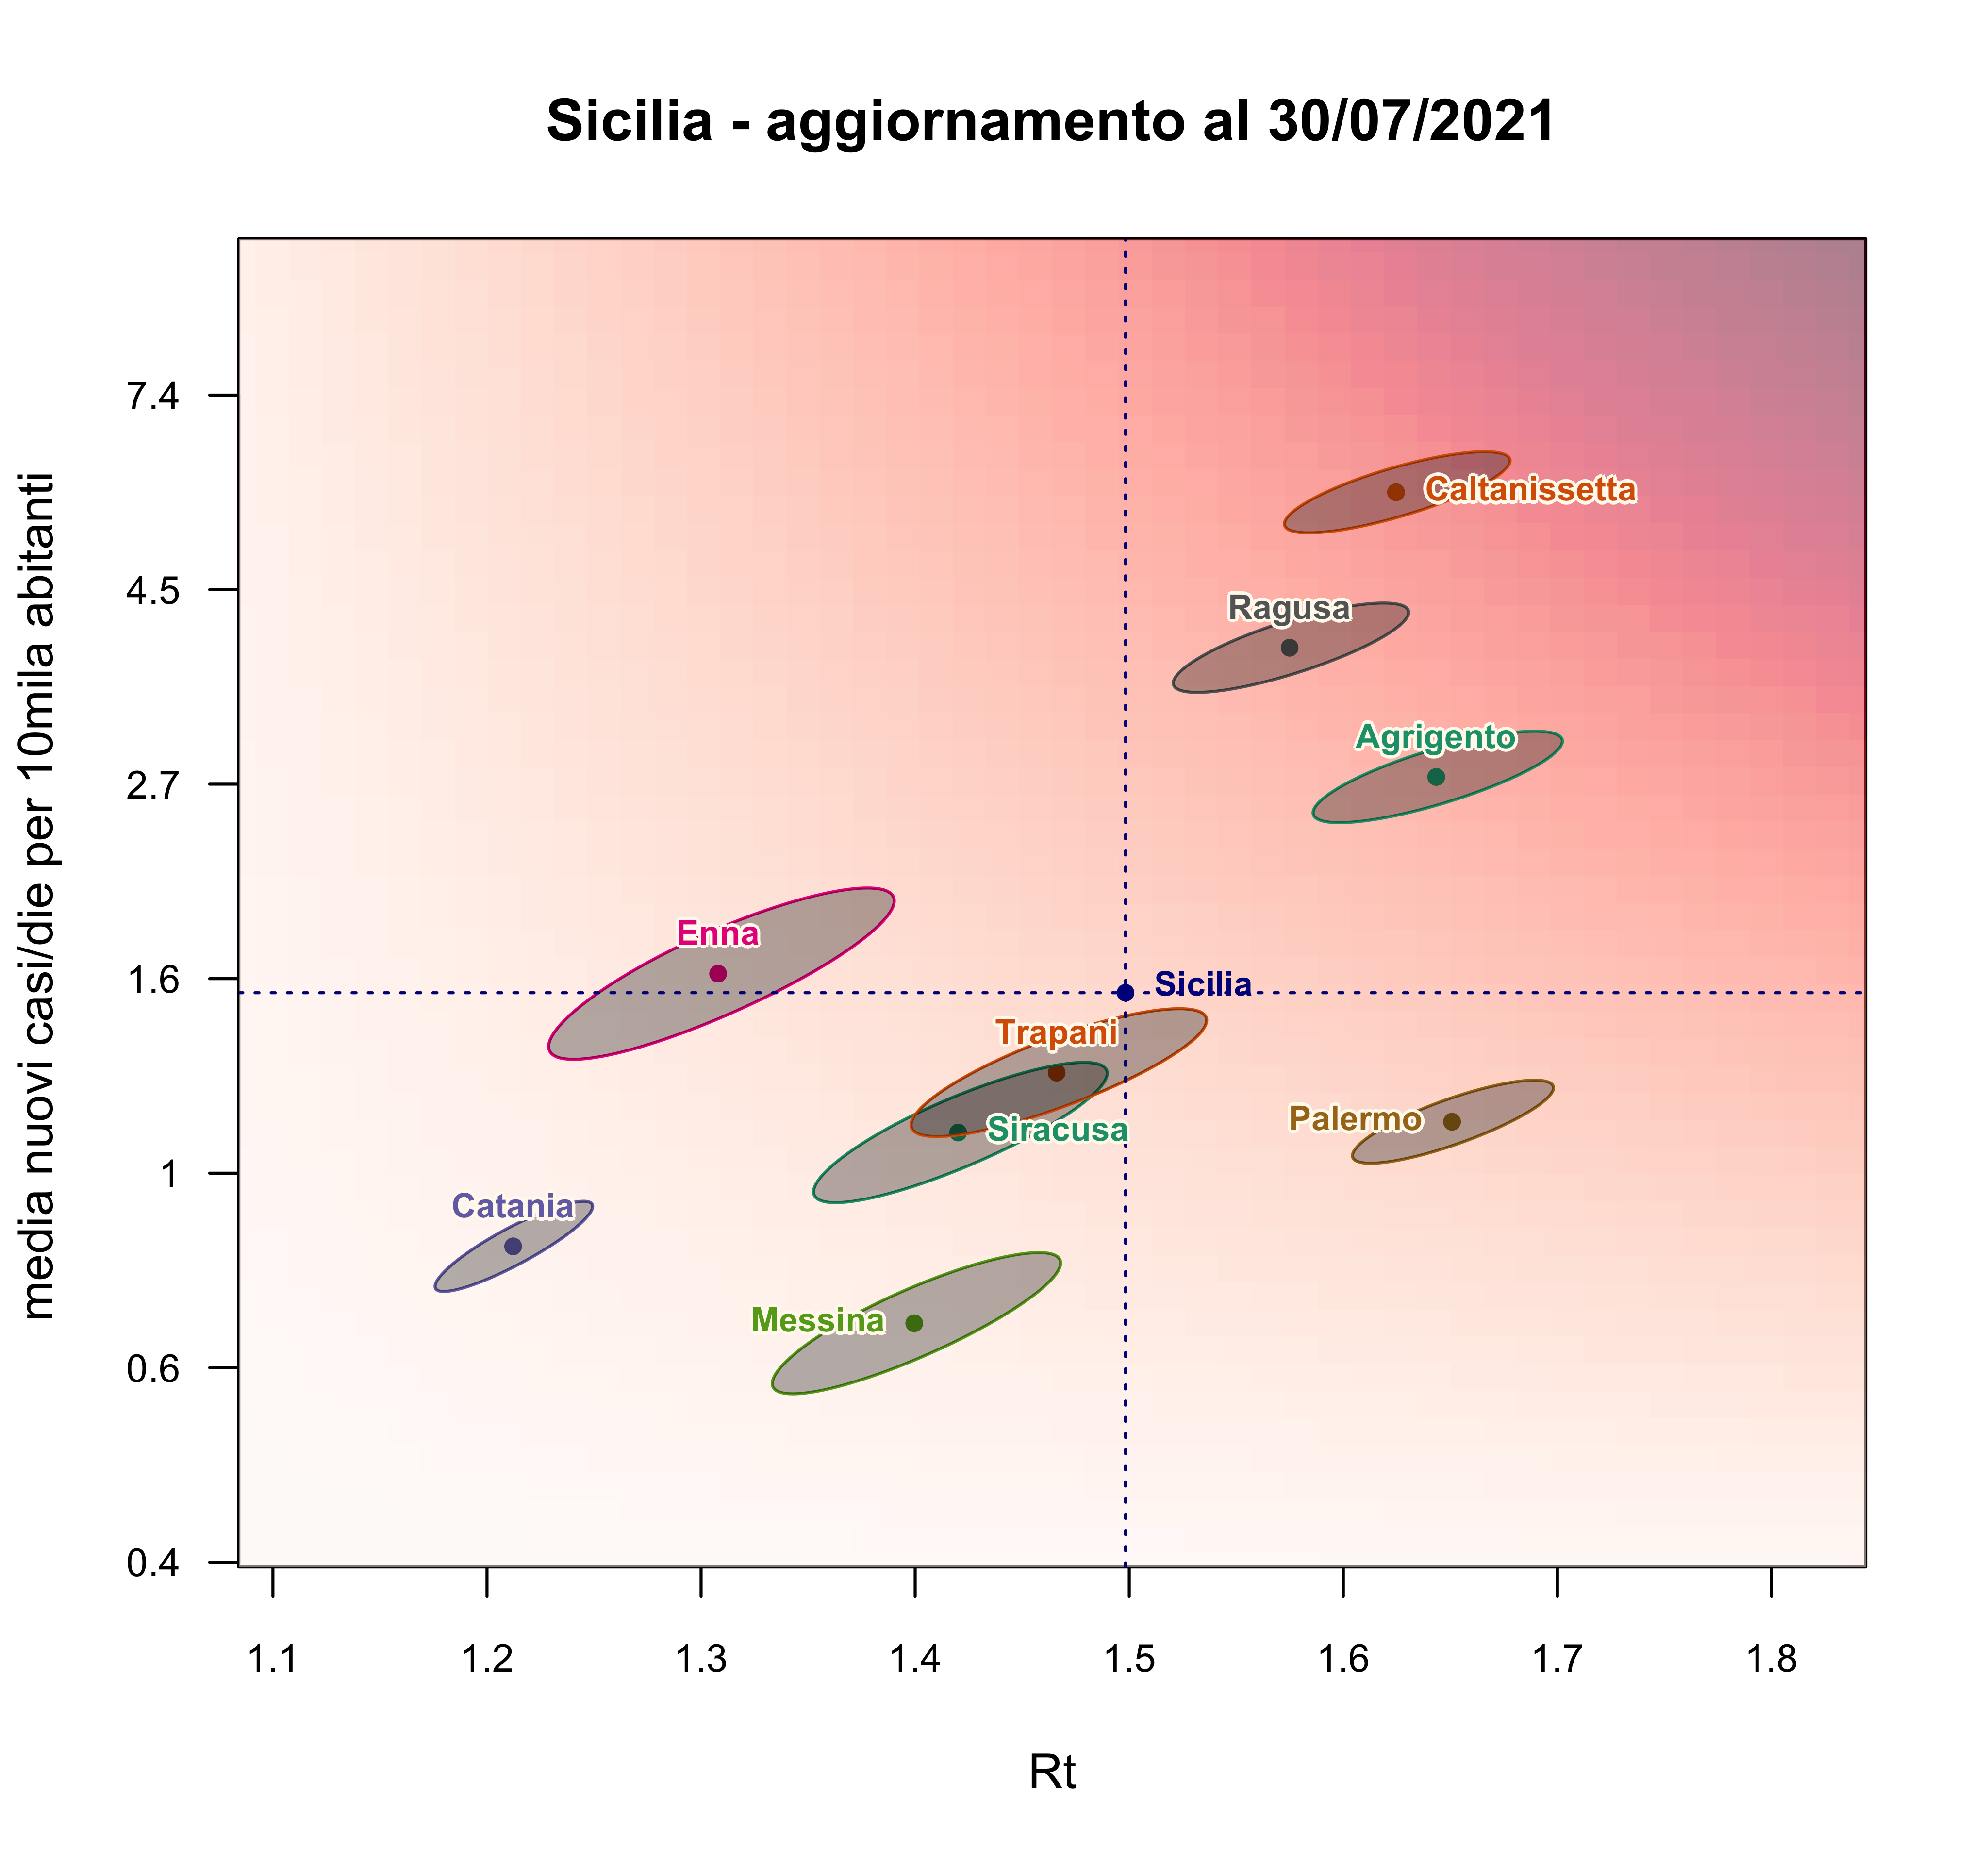 Sicilia - aggiornamento al 30/07/2021
media nuovi casi/die per 10mila abitanti
7.4
4.5
2.7
1.6
1
0.6
0.4
Caltanissetta
Ragusa
Agrigento
Enna
Sicilia
Trapani
Palermo
Siracusa
Catania
Messina
1.1 1.2 1.3 1.4 1.5 1.6 1.7 1.8
Rt